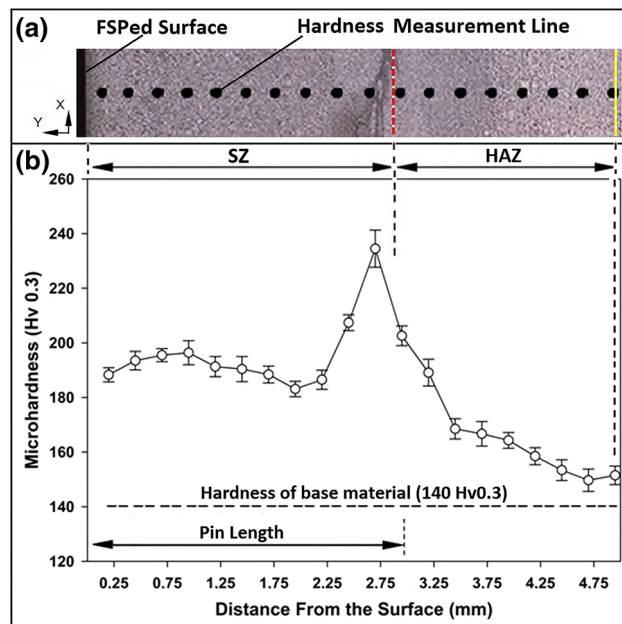 (a) FSPed Surface Hardness Measurement Line
X
Y
(b) SZ HAZ
260
240
220
200
180
160
140
120
Microhardness (Hv 0.3)
Hardness of base material (140 Hv0.3)
Pin Length
0.25 0.75 1.25 1.75 2.25 2.75 3.25 3.75 4.25 4.75
Distance From the Surface (mm)